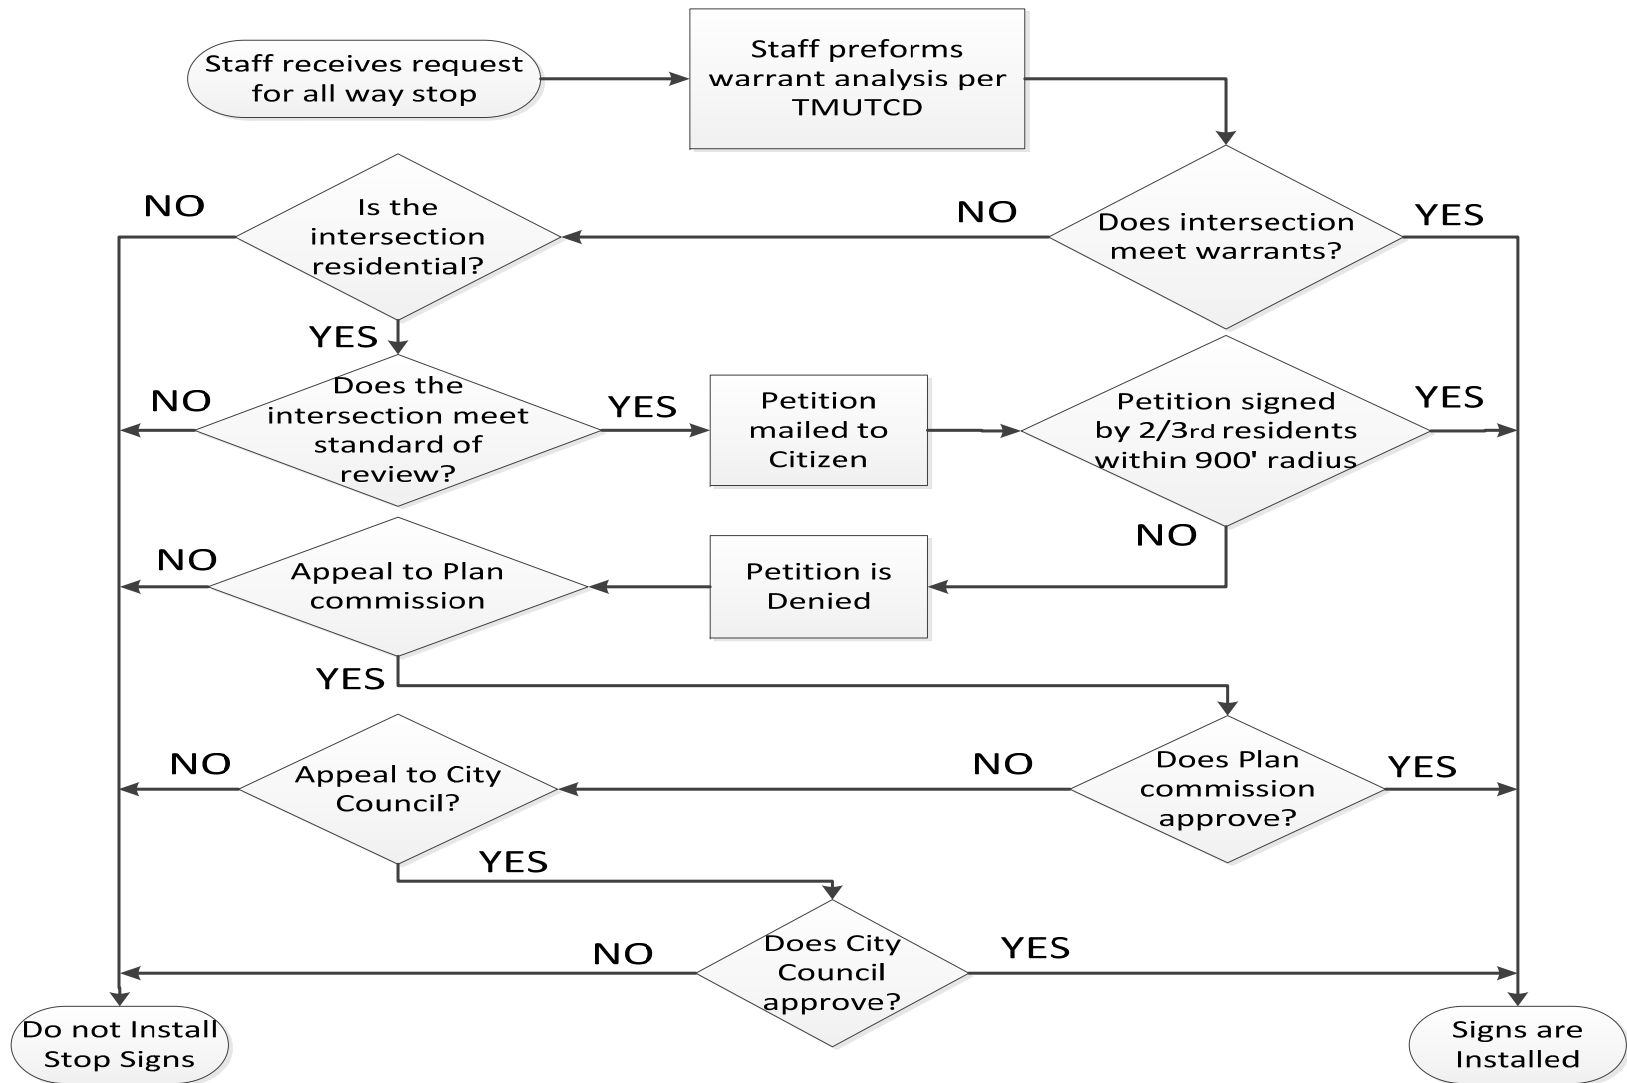 Staff receives request
for all way stop
Staff preforms
warrant analysis per
TMUTCD
NO
Is the
intersection
residential?
NO
Does intersection
meet warrants?
YES
YES
NO
Does the
intersection meet
standard of
review?
YES
Petition
mailed to
Citizen
Petition signed
by 2/3rd residents
within 900' radius
YES
NO
NO
Appeal to Plan
commission
Petition is
Denied
YES
NO
Appeal to City
Council?
NO
Does Plan
commission
approve?
YES
YES
NO
Does City
Council
approve?
YES
Do not Install
Stop Signs
Signs are
Installed